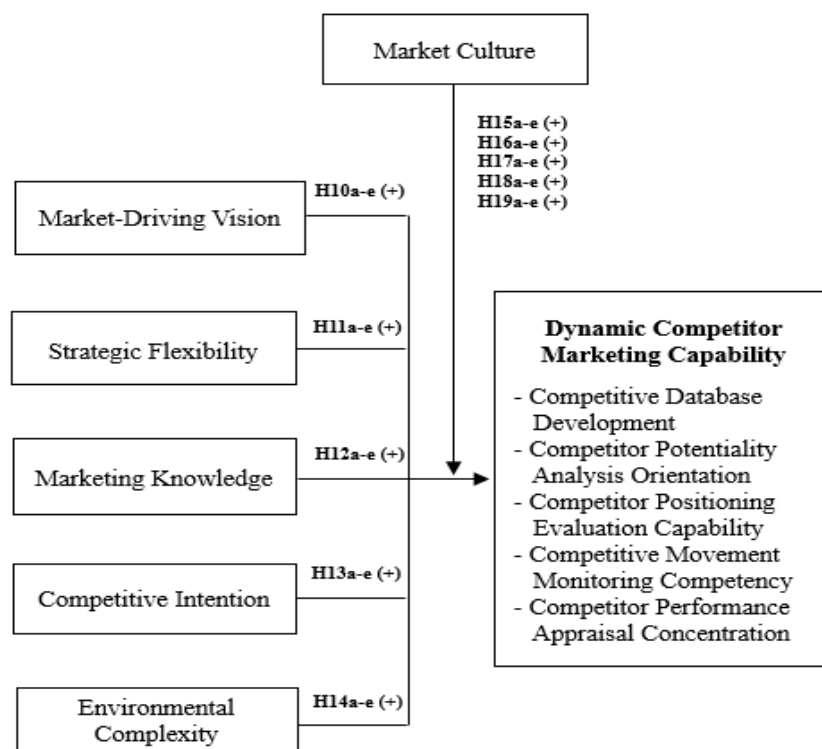 Market Culture
H15a-e (+)
H16a-e (+)
H17a-e (+)
H18a-e (+)
H19a-e (+)
H10a-e (+)
Market-Driving Vision
H11a-e (+)
Strategic Flexibility
H12a-e (+)
Marketing Knowledge
H13a-e (+)
Competitive Intention
H14a-e (+)
Environmental
Complexity
Dynamic Competitor
Marketing Capability
- Competitive Database
Development
- Competitor Potentiality
Analysis Orientation
- Competitor Positioning
Evaluation Capability
- Competitive Movement
Monitoring Competency
- Competitor Performance
Appraisal Concentration